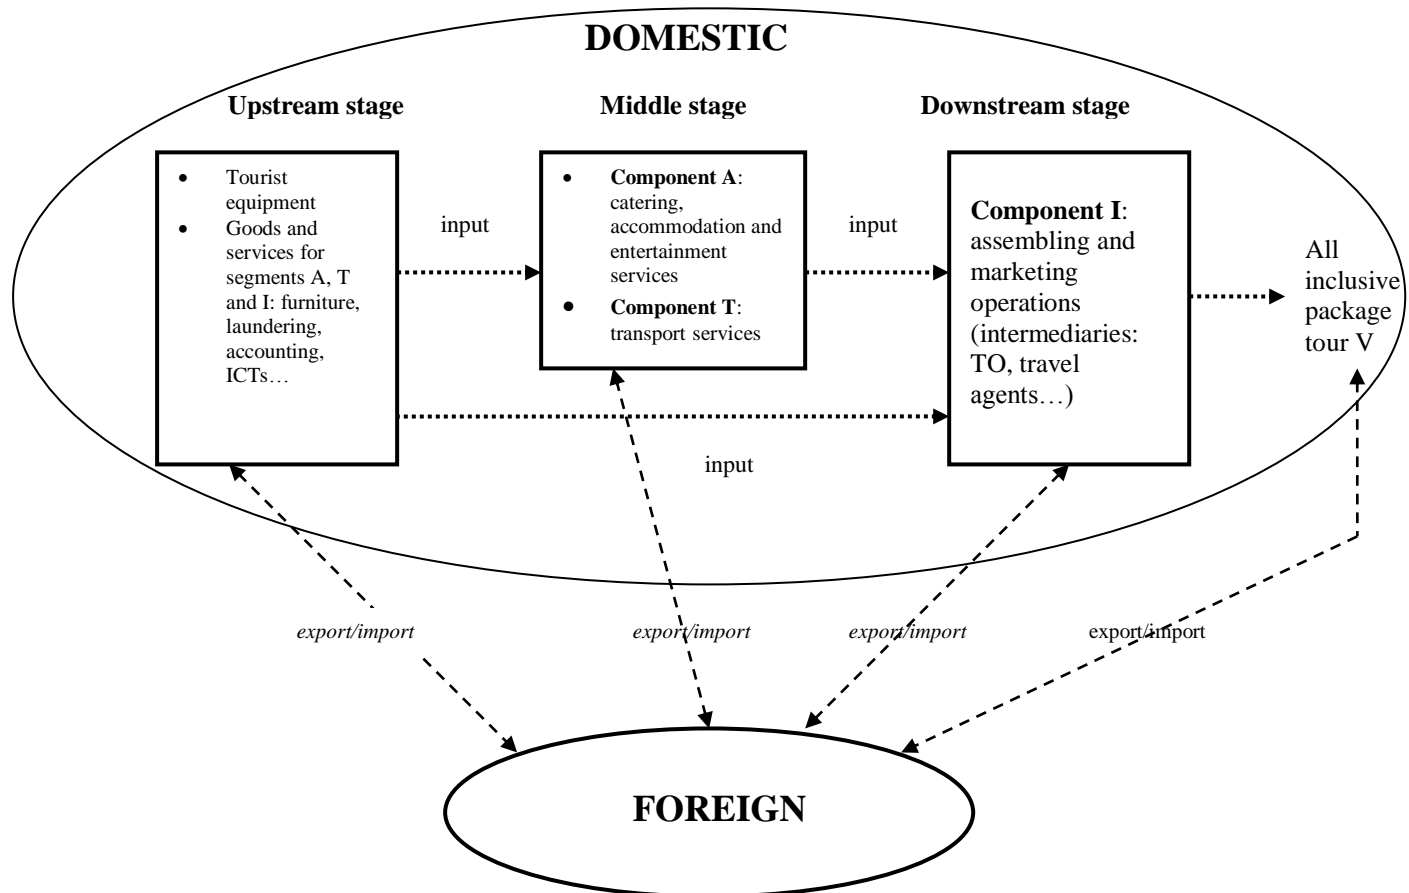 DOMESTIC
Upstream stage
Middle stage
Downstream stage
• Tourist
equipment
• Goods and
services for
segments A, T
and I: furniture,
laundering,
accounting,
ICTs…
input
• Component A:
catering,
accommodation and
entertainment
services
• Component T:
transport services
input
Component I:
assembling and
marketing
operations
(intermediaries:
TO, travel
agents…)
All
inclusive
package
tour V
input
export/import
export/import
export/import
export/import
FOREIGN